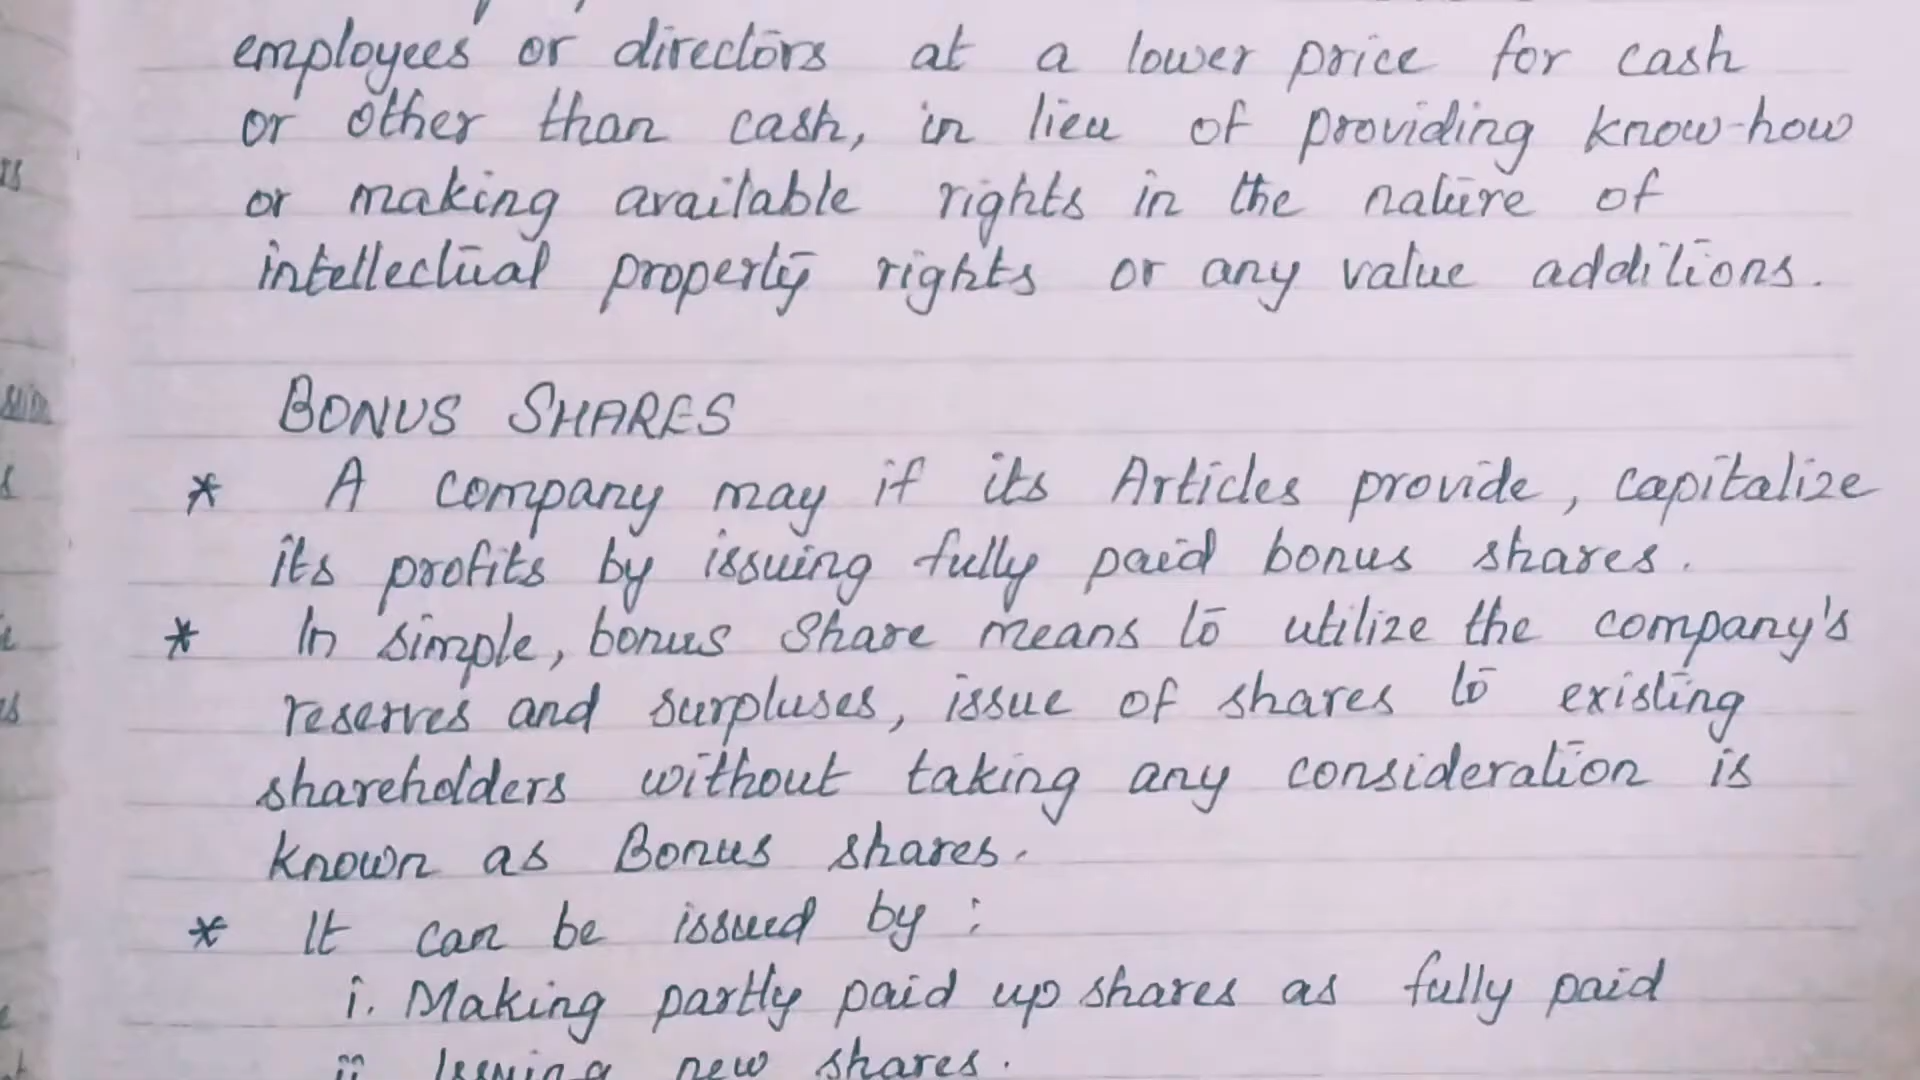 employees or directors at a lower price for cash
or other than cash, in lieu of providing know-how
or making available rights in the nature of
intellectual property rights or any value additions.
BONUS SHARES
* A company may if its Articles provide, capitalize
its profits by issuing fully paid bonus shares.
* In simple, bonus Share means to utilize the company's
reserves and surpluses, issue of shares to existing
shareholders without taking any consideration is
known as Bonus shares.
* It can be issued by :
i. Making partly paid up shares as fully paid
ii Issuing new shares.